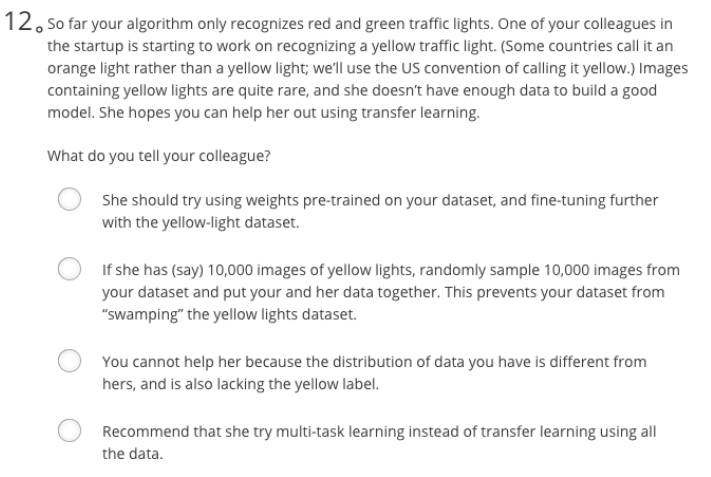 12. So far your algorithm only recognizes red and green traffic lights. One of your colleagues in
the startup is starting to work on recognizing a yellow traffic light. (Some countries call it an
orange light rather than a yellow light; we'll use the US convention of calling it yellow.) Images
containing yellow lights are quite rare, and she doesn't have enough data to build a good
model. She hopes you can help her out using transfer learning.
What do you tell your colleague?
She should try using weights pre-trained on your dataset, and fine-tuning further
with the yellow-light dataset.
If she has (say) 10,000 images of yellow lights, randomly sample 10,000 images from
your dataset and put your and her data together. This prevents your dataset from
“swamping” the yellow lights dataset.
You cannot help her because the distribution of data you have is different from
hers, and is also lacking the yellow label.
Recommend that she try multi-task learning instead of transfer learning using all
the data.